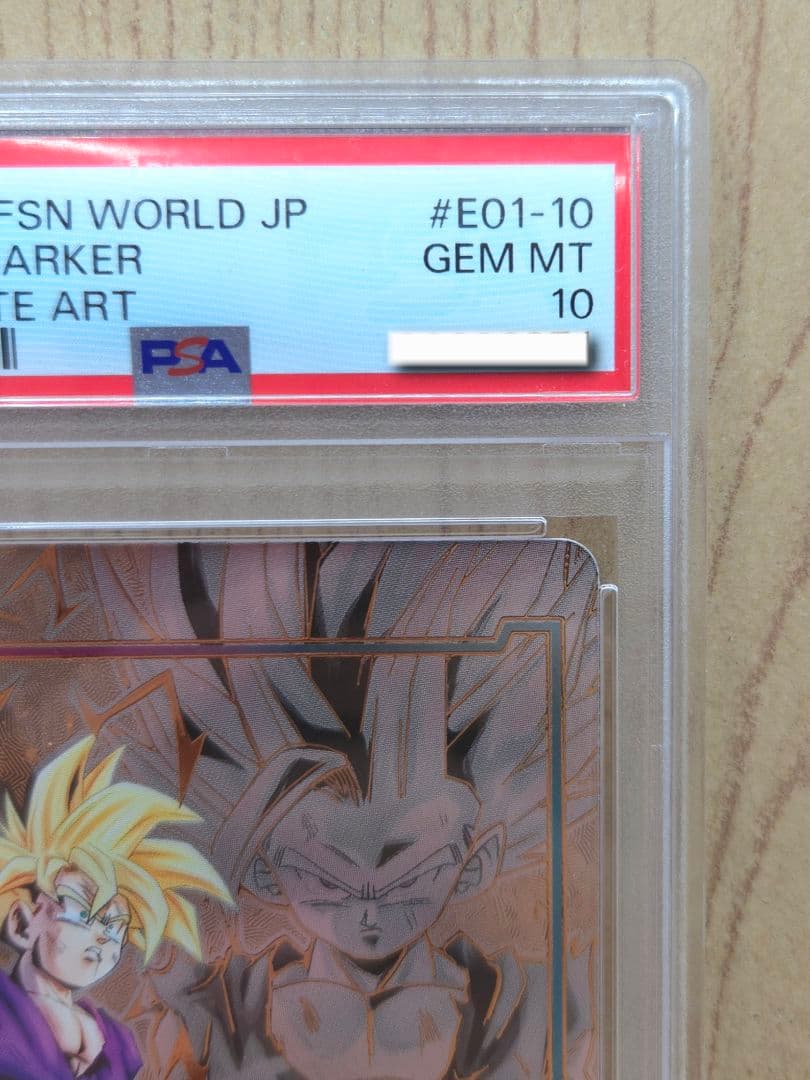 FSN WORLD JP
#E01-10
ARKER
GEM MT
TE ART
10
PSA